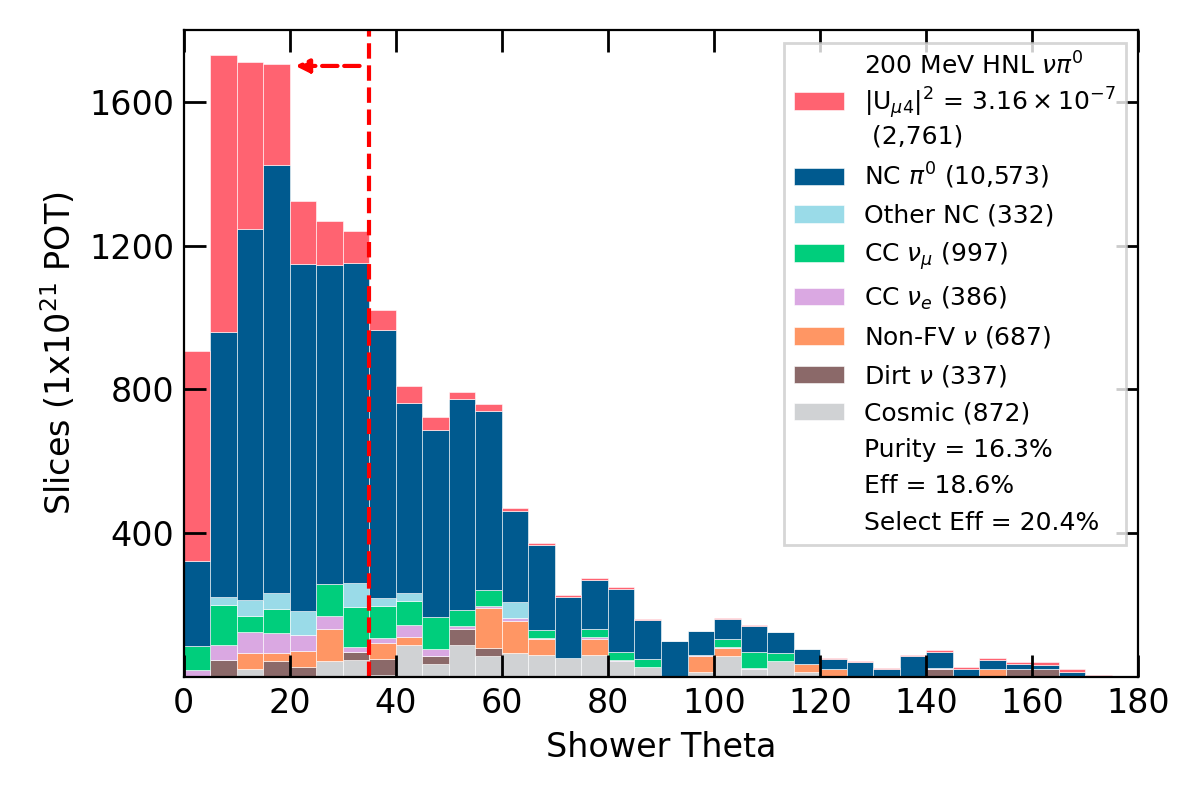 1600
1200
800
400
Slices (1x10²¹ POT)
0 20 40 60 80 100 120 140 160 180
Shower Theta
200 MeV HNL νπ⁰
|U_μ4|² = 3.16 × 10⁻⁷
(2,761)
NC π⁰ (10,573)
Other NC (332)
CC ν_μ (997)
CC ν_e (386)
Non-FV ν (687)
Dirt ν (337)
Cosmic (872)
Purity = 16.3%
Eff = 18.6%
Select Eff = 20.4%